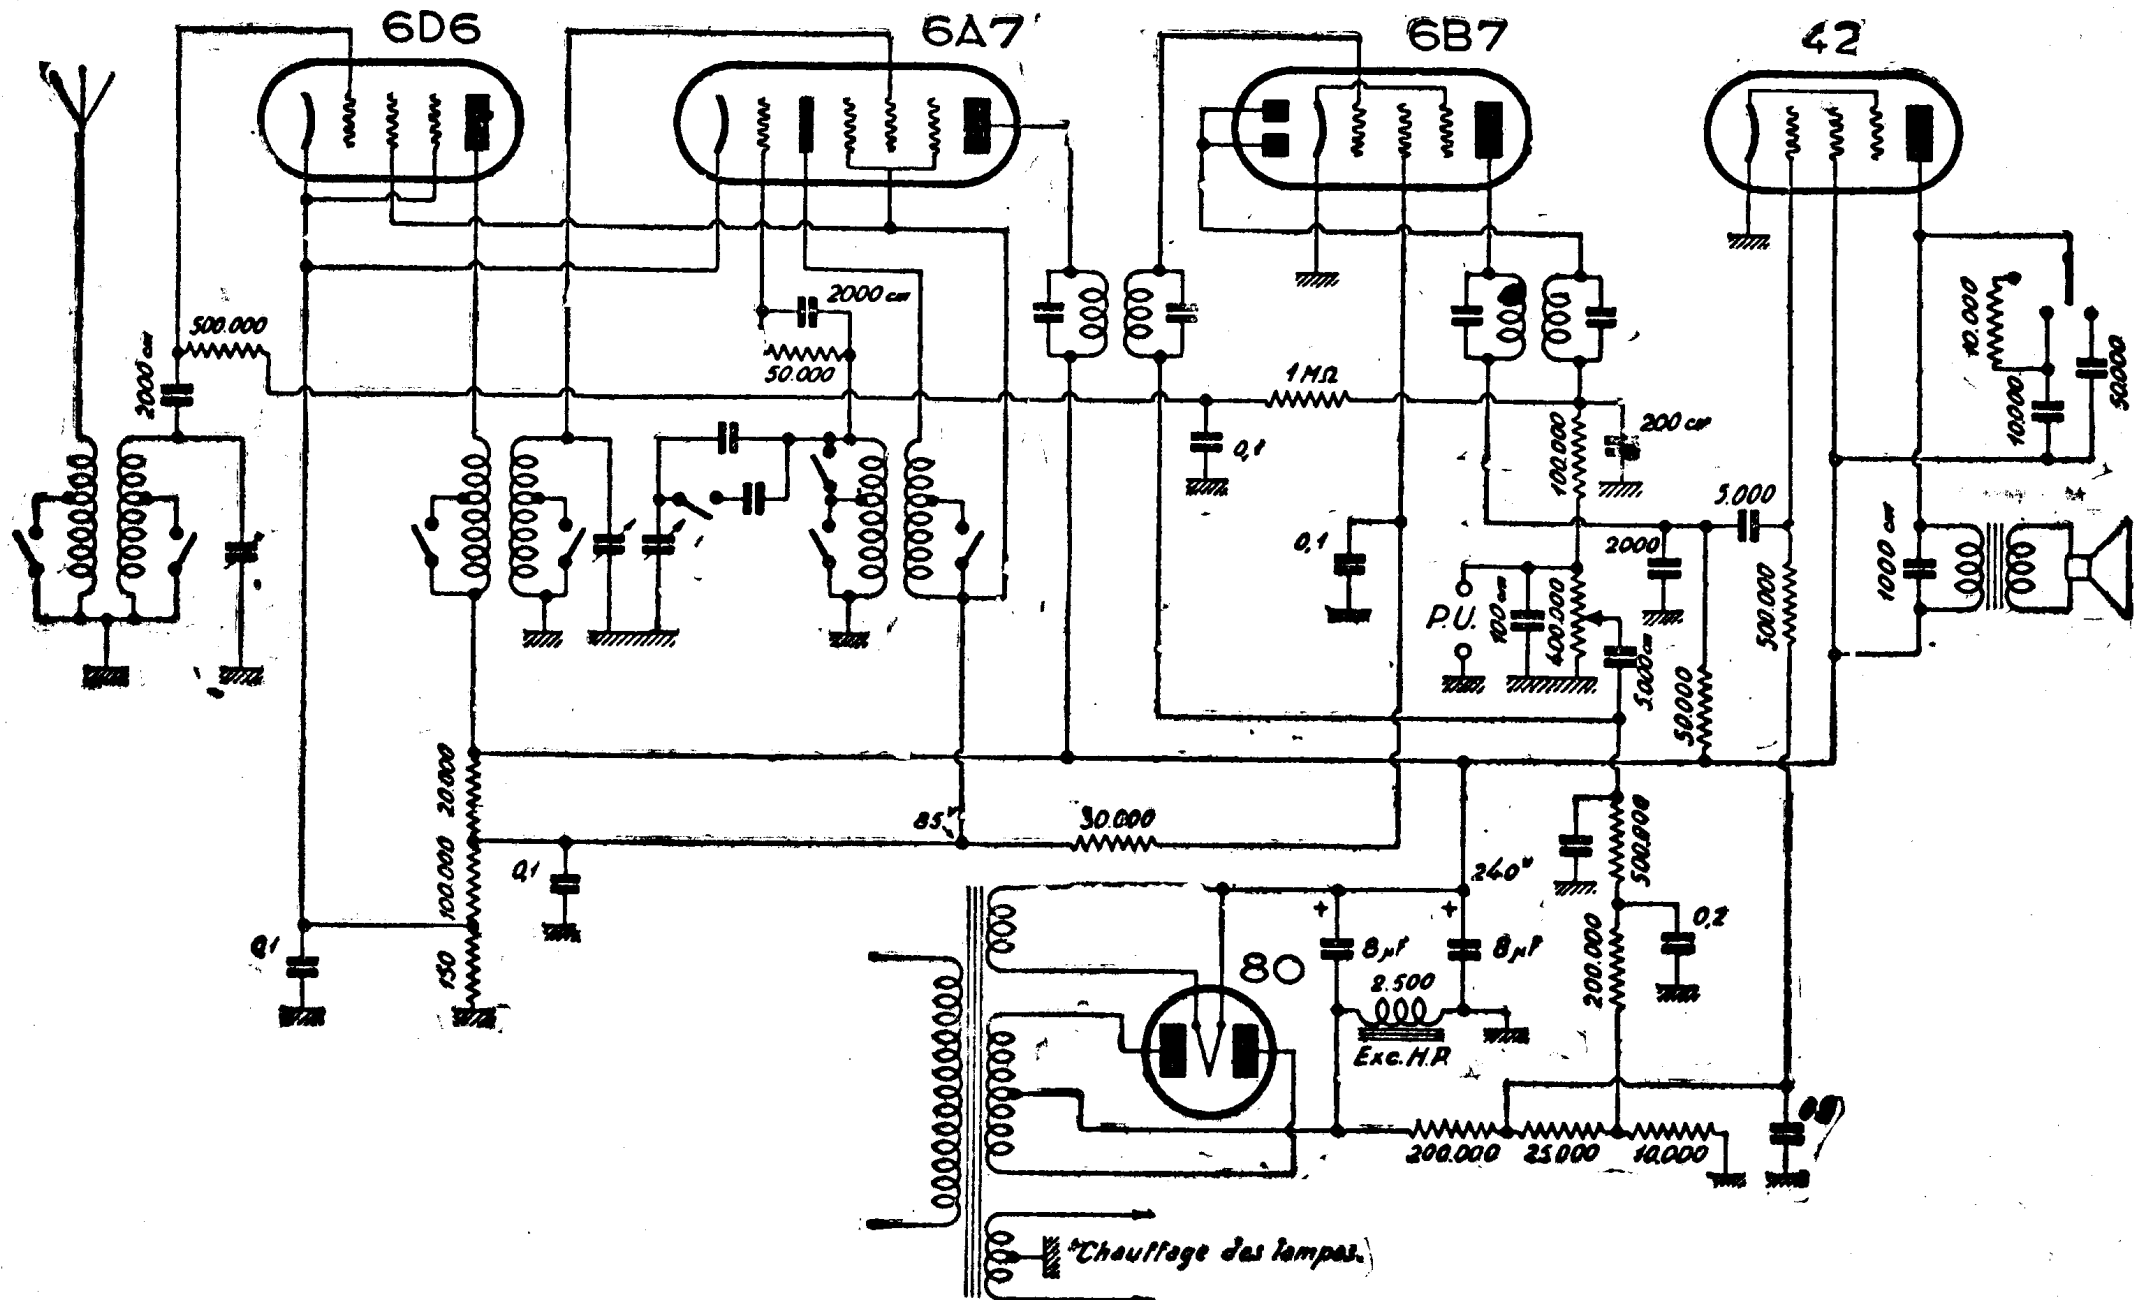 6D6
6A7
6B7
42
2000 cm
500.000
2000 cm
50.000
1 MΩ
0,1
200 cm
100.000
10.000
10.000
50.000
5.000
2000
0,1
P.U.
100 cm
400.000
5.000 cm
50.000
500.000
1000 cm
20.000
85v
30.000
100.000
0,1
240v
500.000
0,1
150
+
+
8 µF
8 µF
80
2.500
Exc. H.P.
200.000
0,2
200.000
25.000
10.000
Chauffage des lampes.